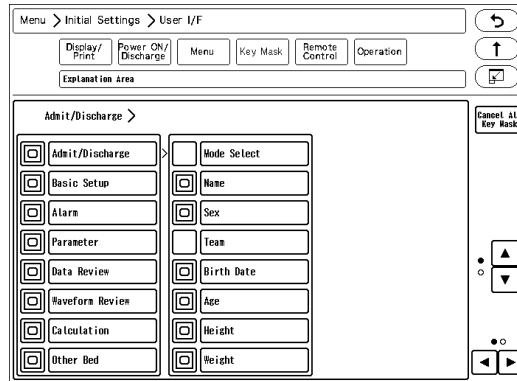 Menu > Initial Settings > User I/F
Display/
Print
Power ON/
Discharge
Menu
Key Mask
Remote
Control
Operation
Explanation Area
Admit/Discharge >
Cancel Al
Key Mask
Admit/Discharge >
Mode Select
Basic Setup
Name
Alarm
Sex
Parameter
Team
Data Review
Birth Date
Waveform Review
Age
Calculation
Height
Other Bed
Weight